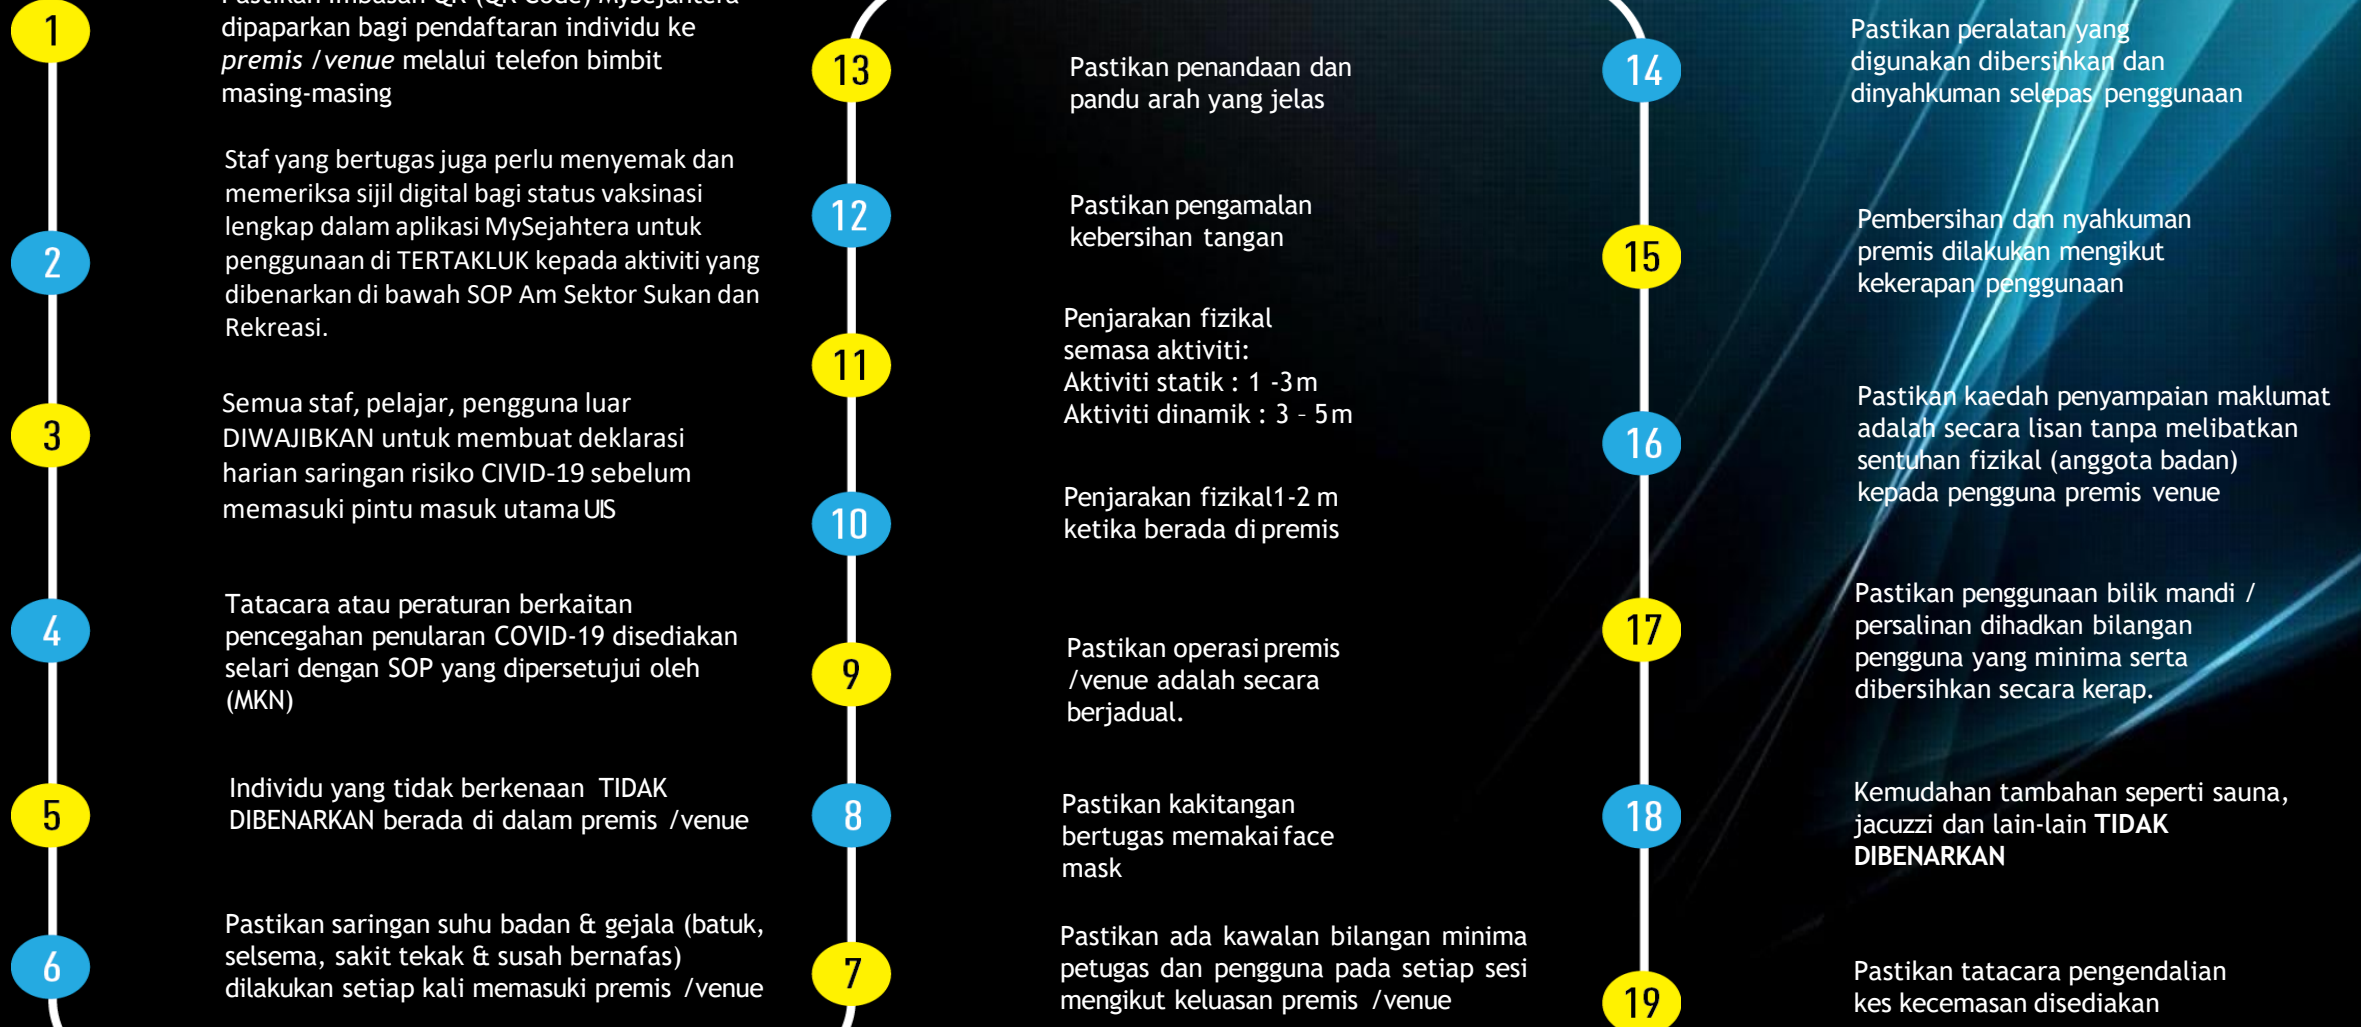 1
Pastikan imbasan QR (QR Code) MySejahtera
dipaparkan bagi pendaftaran individu ke
premis /venue melalui telefon bimbit
masing-masing
2
Staf yang bertugas juga perlu menyemak dan
memeriksa sijil digital bagi status vaksinasi
lengkap dalam aplikasi MySejahtera untuk
penggunaan di TERTAKLUK kepada aktiviti yang
dibenarkan di bawah SOP Am Sektor Sukan dan
Rekreasi.
3
Semua staf, pelajar, pengguna luar
DIWAJIBKAN untuk membuat deklarasi
harian saringan risiko CIVID-19 sebelum
memasuki pintu masuk utama UIS
4
Tatacara atau peraturan berkaitan
pencegahan penularan COVID-19 disediakan
selari dengan SOP yang dipersetujui oleh
(MKN)
5
Individu yang tidak berkenaan TIDAK
DIBENARKAN berada di dalam premis /venue
6
Pastikan saringan suhu badan & gejala (batuk,
selsema, sakit tekak & susah bernafas)
dilakukan setiap kali memasuki premis /venue
7
Pastikan ada kawalan bilangan minima
petugas dan pengguna pada setiap sesi
mengikut keluasan premis /venue
8
Pastikan kakitangan
bertugas memakai face
mask
9
Pastikan operasi premis
/venue adalah secara
berjadual.
10
Penjarakan fizikal1-2 m
ketika berada di premis
11
Penjarakan fizikal
semasa aktiviti:
Aktiviti statik : 1 -3m
Aktiviti dinamik : 3 – 5m
12
Pastikan pengamalan
kebersihan tangan
13
Pastikan penandaan dan
pandu arah yang jelas
14
Pastikan peralatan yang
digunakan dibersihkan dan
dinyahkuman selepas penggunaan
15
Pembersihan dan nyahkuman
premis dilakukan mengikut
kekerapan penggunaan
16
Pastikan kaedah penyampaian maklumat
adalah secara lisan tanpa melibatkan
sentuhan fizikal (anggota badan)
kepada pengguna premis venue
17
Pastikan penggunaan bilik mandi /
persalinan dihadkan bilangan
pengguna yang minima serta
dibersihkan secara kerap.
18
Kemudahan tambahan seperti sauna,
jacuzzi dan lain-lain TIDAK
DIBENARKAN
19
Pastikan tatacara pengendalian
kes kecemasan disediakan